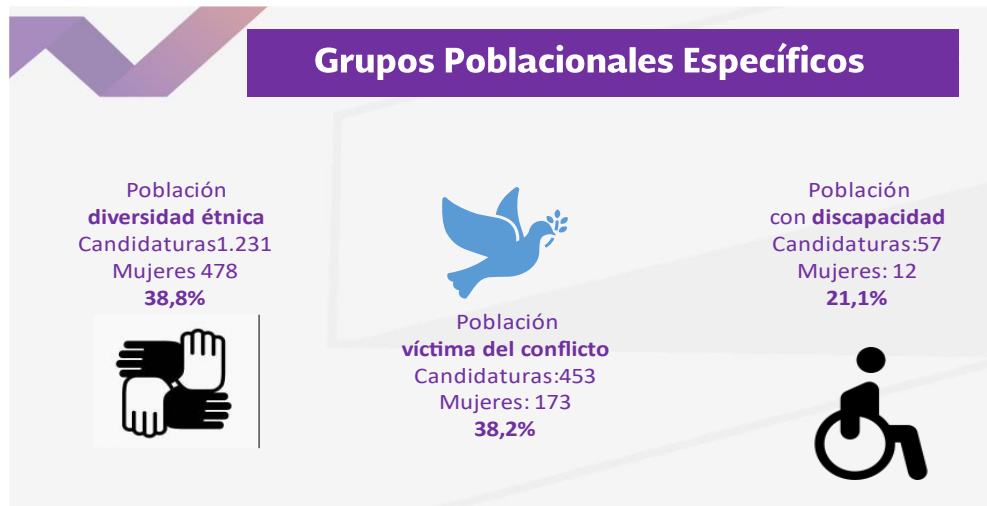 Grupos Poblacionales Específicos
Población
diversidad étnica
Candidaturas1.231
Mujeres 478
38,8%
Población
víctima del conflicto
Candidaturas:453
Mujeres: 173
38,2%
Población
con discapacidad
Candidaturas:57
Mujeres: 12
21,1%